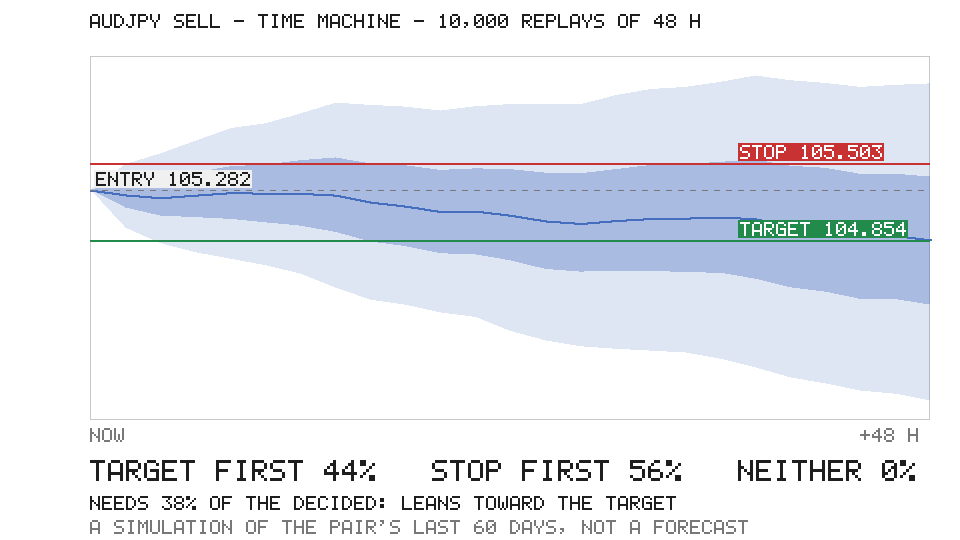 AUDJPY SELL - TIME MACHINE - 10,000 REPLAYS OF 48 H
STOP 105.503
ENTRY 105.282
TARGET 104.854
NOW +48 H
TARGET FIRST 44% STOP FIRST 56% NEITHER 0%
NEEDS 38% OF THE DECIDED: LEANS TOWARD THE TARGET
A SIMULATION OF THE PAIR'S LAST 60 DAYS, NOT A FORECAST